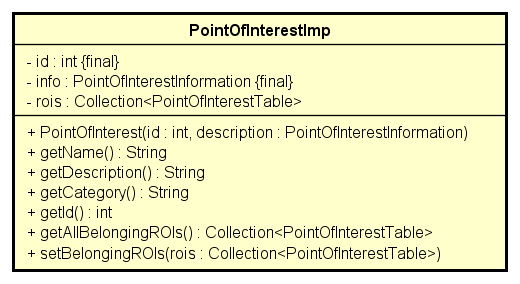 PointOfInterestImp
- id : int {final}
- info : PointOfInterestInformation {final}
- rois : Collection<PointOfInterestTable>
+ PointOfInterest(id : int, description : PointOfInterestInformation)
+ getName() : String
+ getDescription() : String
+ getCategory() : String
+ getId() : int
+ getAllBelongingROIs() : Collection<PointOfInterestTable>
+ setBelongingROIs(rois : Collection<PointOfInterestTable>)